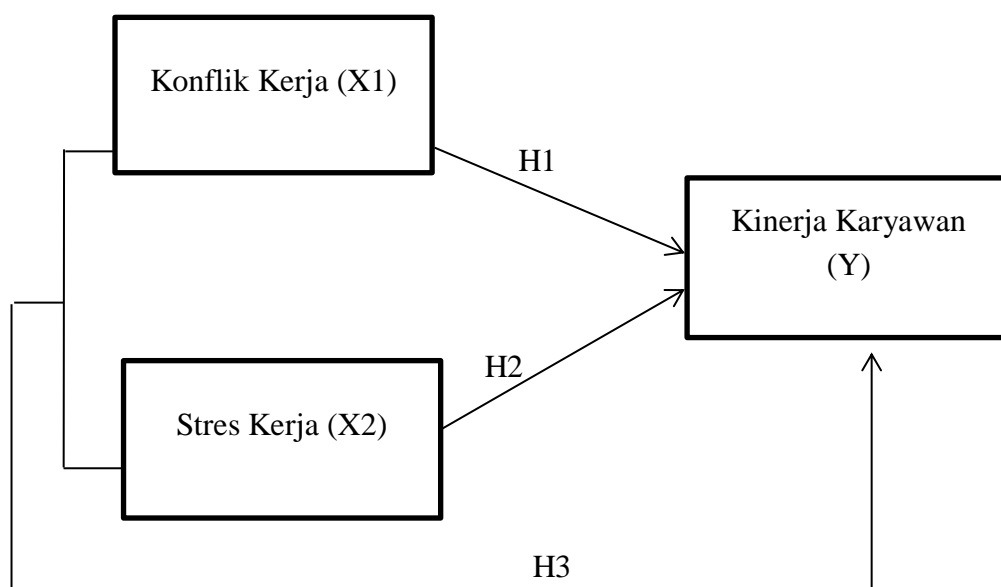 Konflik Kerja (X1)
H1
Kinerja Karyawan
(Y)
H2
Stres Kerja (X2)
H3